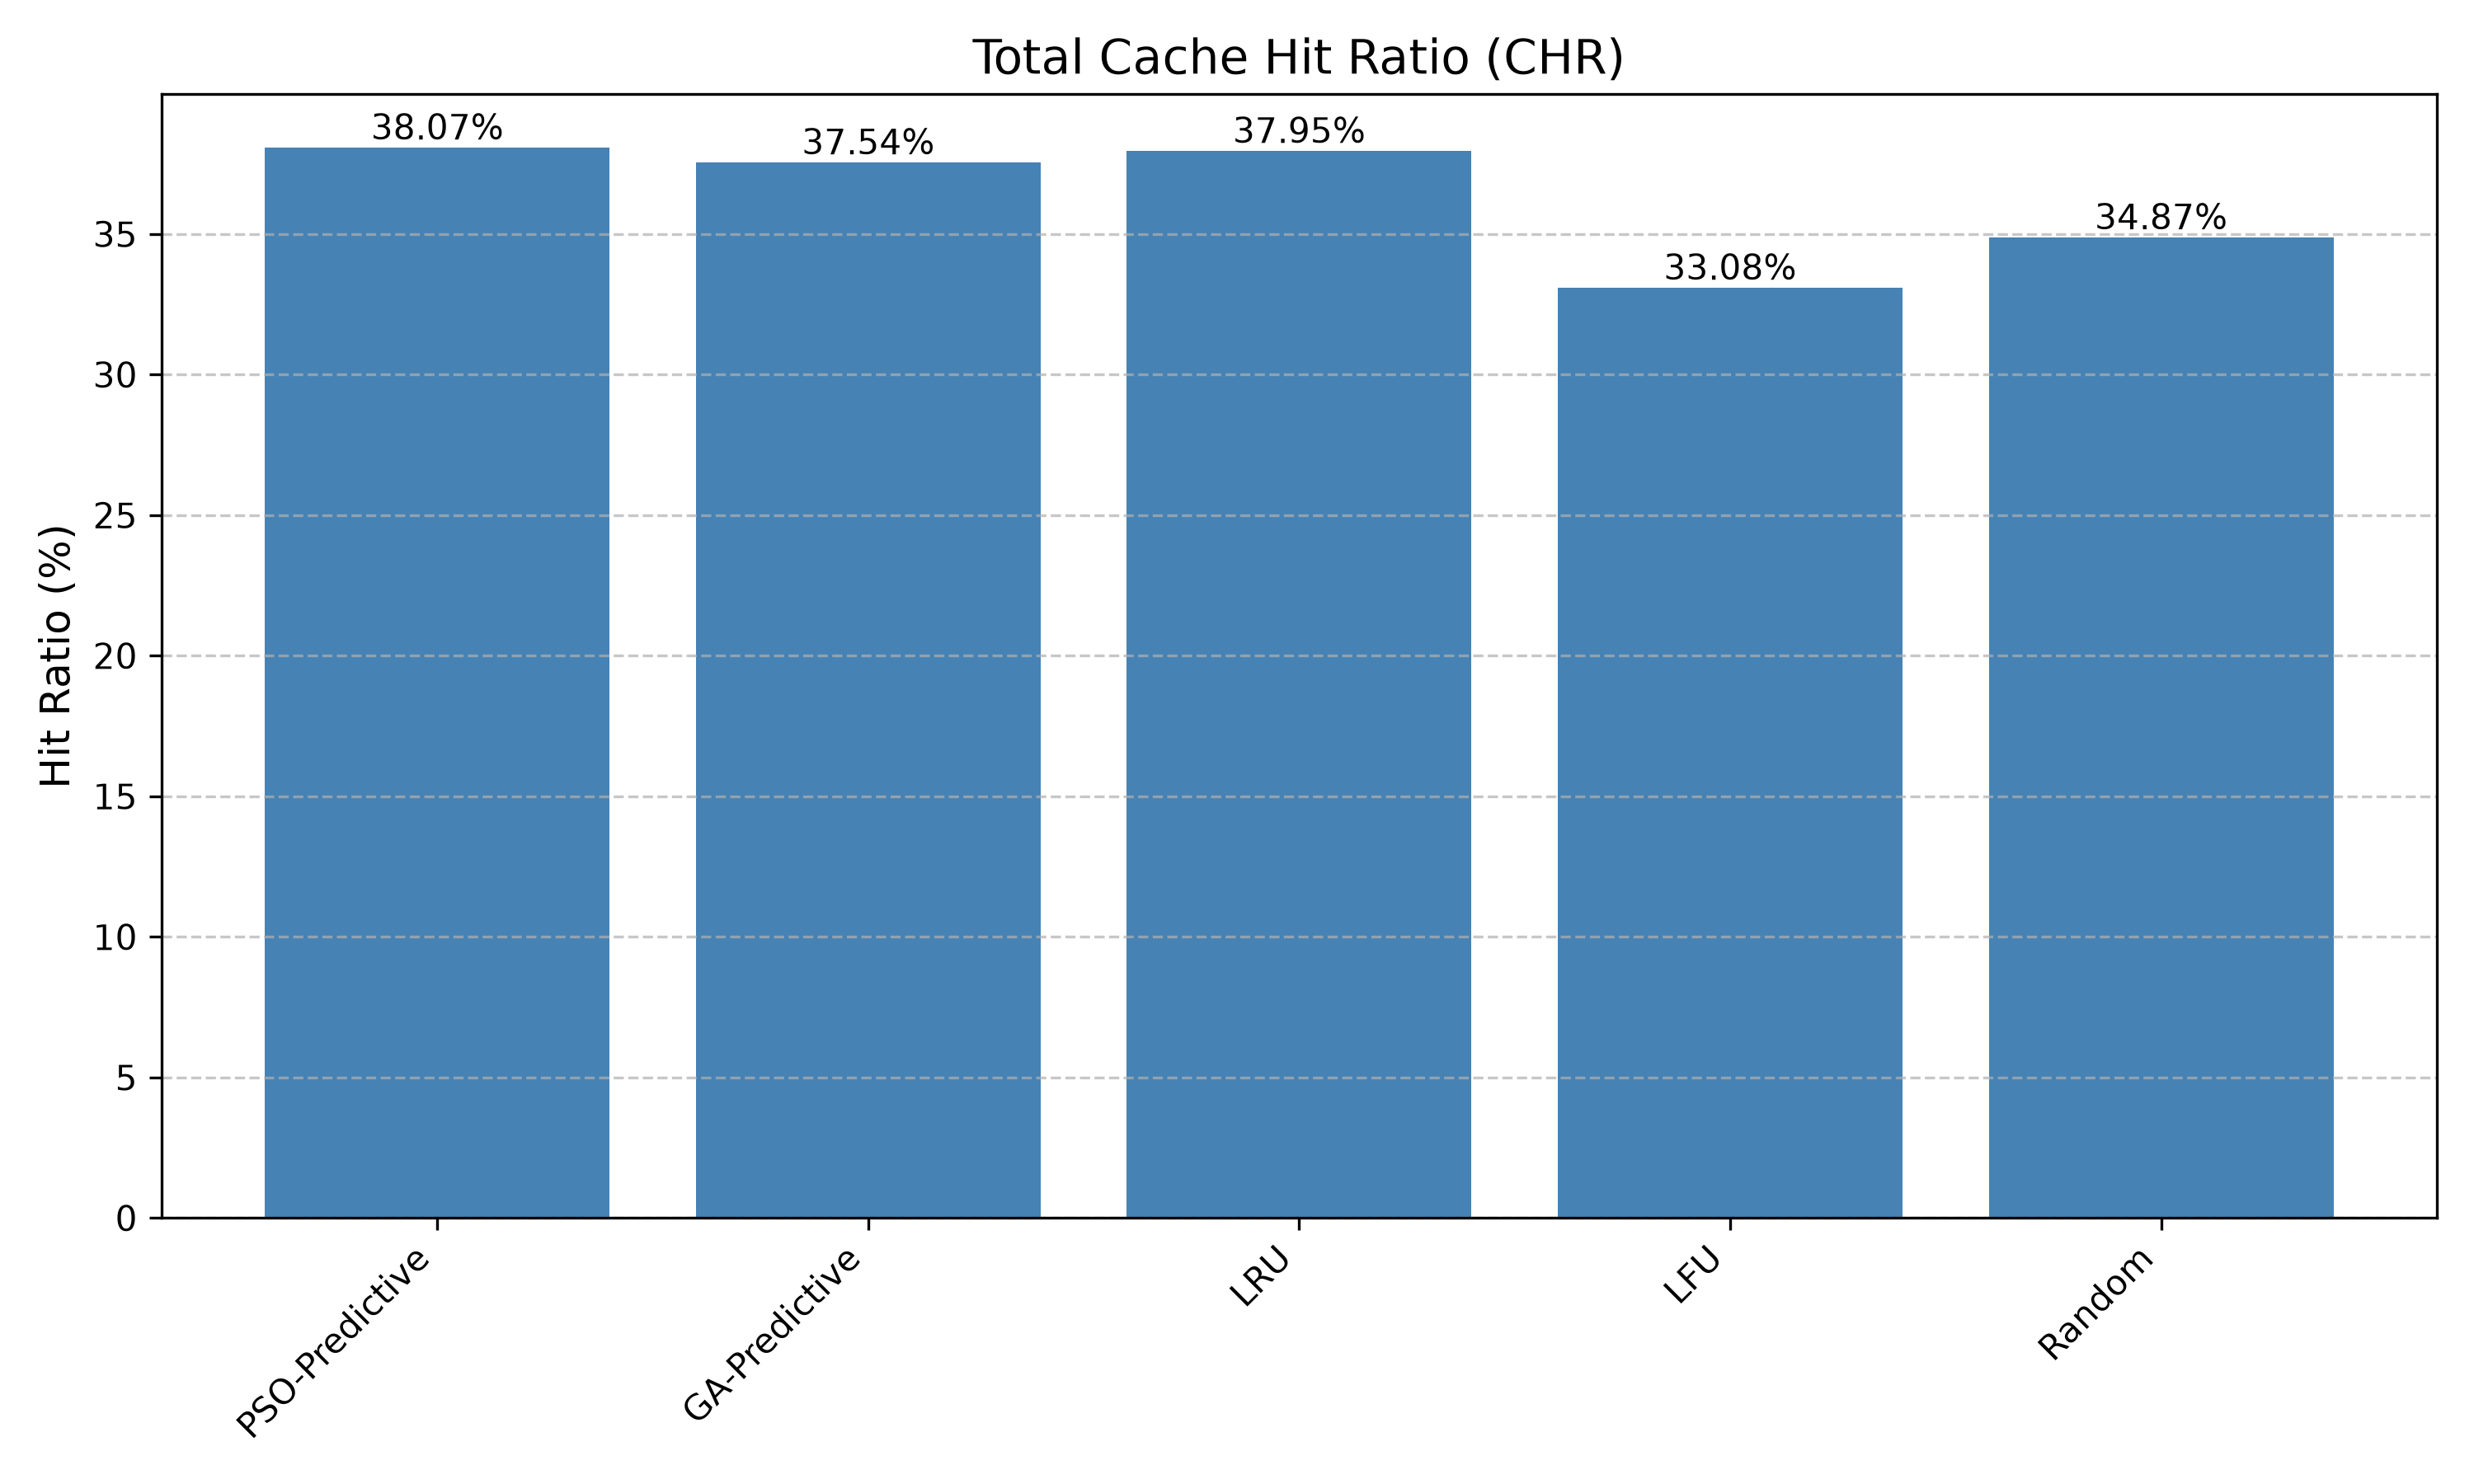 Total Cache Hit Ratio (CHR)
38.07%
37.54%
37.95%
33.08%
34.87%
Hit Ratio (%)
35
30
25
20
15
10
5
0
PSO-Predictive
GA-Predictive
LRU
LFU
Random